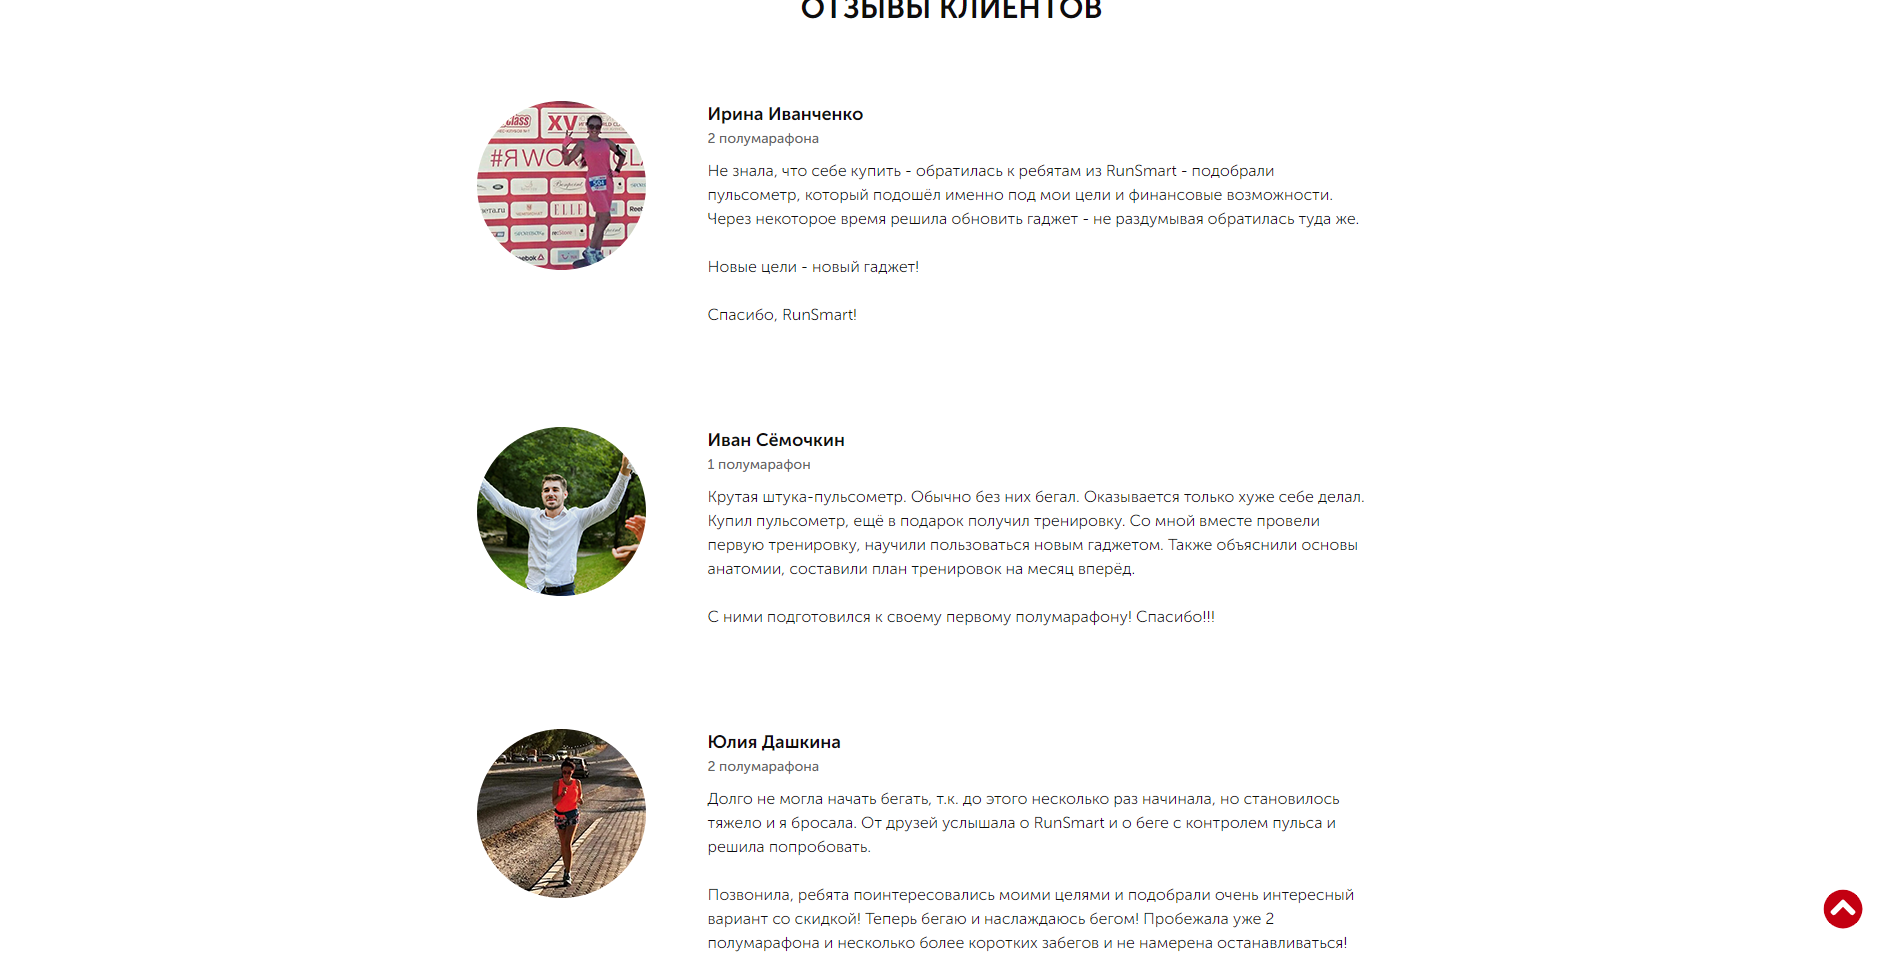 ОТЗЫВЫ КЛИЕНТОВ
class
XV
#ЯWOR CLA
504
ELLE
Reebok
Ирина Иванченко
2 полумарафона
Не знала, что себе купить - обратилась к ребятам из RunSmart - подобрали
пульсометр, который подошёл именно под мои цели и финансовые возможности.
Через некоторое время решила обновить гаджет - не раздумывая обратилась туда же.
Новые цели - новый гаджет!
Спасибо, RunSmart!
Иван Сёмочкин
1 полумарафон
Крутая штука-пульсометр. Обычно без них бегал. Оказывается только хуже себе делал.
Купил пульсометр, ещё в подарок получил тренировку. Со мной вместе провели
первую тренировку, научили пользоваться новым гаджетом. Также объяснили основы
анатомии, составили план тренировок на месяц вперёд.
С ними подготовился к своему первому полумарафону! Спасибо!!!
Юлия Дашкина
2 полумарафона
Долго не могла начать бегать, т.к. до этого несколько раз начинала, но становилось
тяжело и я бросала. От друзей услышала о RunSmart и о беге с контролем пульса и
решила попробовать.
Позвонила, ребята поинтересовались моими целями и подобрали очень интересный
вариант со скидкой! Теперь бегаю и наслаждаюсь бегом! Пробежала уже 2
полумарафона и несколько более коротких забегов и не намерена останавливаться!